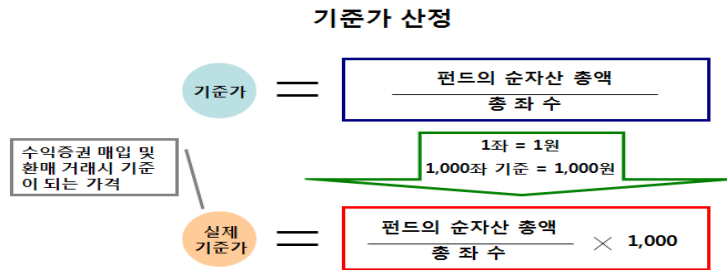 기준가 산정
기준가
=
펀드의 순자산 총액
총 좌 수
1좌 = 1원
1,000좌 기준 = 1,000원
수익증권 매입 및
환매 거래시 기준
이 되는 가격
실제
기준가
=
펀드의 순자산 총액
총 좌 수
× 1,000